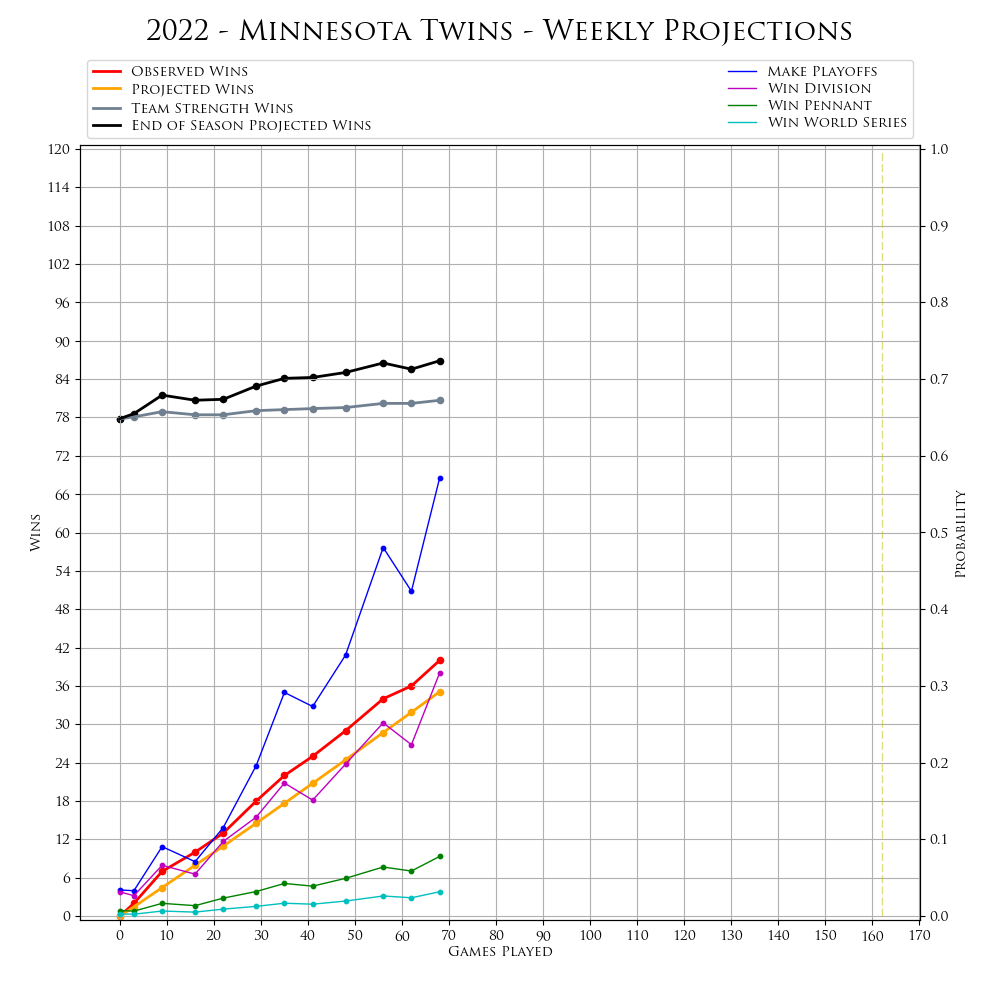 2022 - Minnesota Twins - Weekly Projections
Observed Wins
Projected Wins
Team Strength Wins
End of Season Projected Wins
Make Playoffs
Win Division
Win Pennant
Win World Series
120
114
108
102
96
90
84
78
72
66
60
54
48
42
36
30
24
18
12
6
0
Wins
1.0
0.9
0.8
0.7
0.6
0.5
0.4
0.3
0.2
0.1
0.0
Probability
0 10 20 30 40 50 60 70 80 90 100 110 120 130 140 150 160 170
Games Played